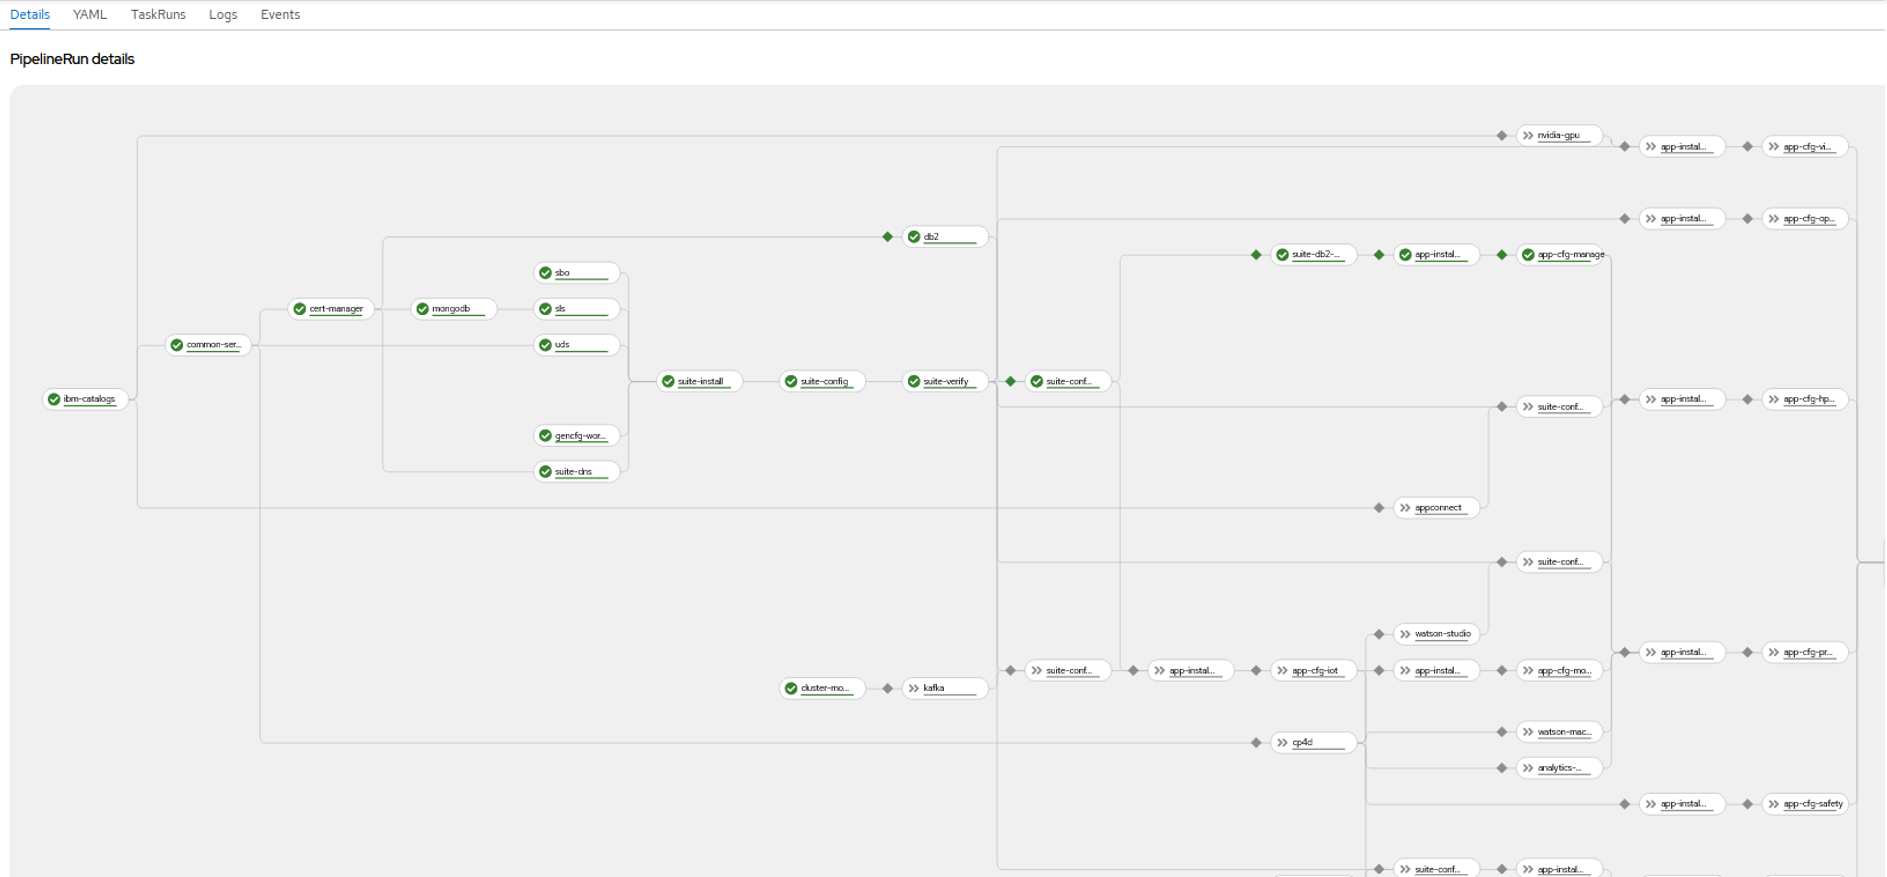 Details YAML TaskRuns Logs Events
PipelineRun details
nvidia-gpu
app-instal...
app-cfg-vi...
app-instal...
app-cfg-op...
db2
suite-db2-...
app-instal...
app-cfg-manage
sbo
cert-manager
mongodb
sls
common-ser...
uds
suite-install
suite-config
suite-verify
suite-conf...
ibm-catalogs
suite-conf...
app-instal...
app-cfg-hp...
gencfg-wor...
suite-dns
appconnect
suite-conf...
watson-studio
app-instal...
app-cfg-pr...
suite-conf...
app-instal...
app-cfg-iot
app-instal...
app-cfg-mo...
cluster-mo...
kafka
watson-mac...
cp4d
analytics-...
app-instal...
app-cfg-safety
suite-conf...
app-instal...